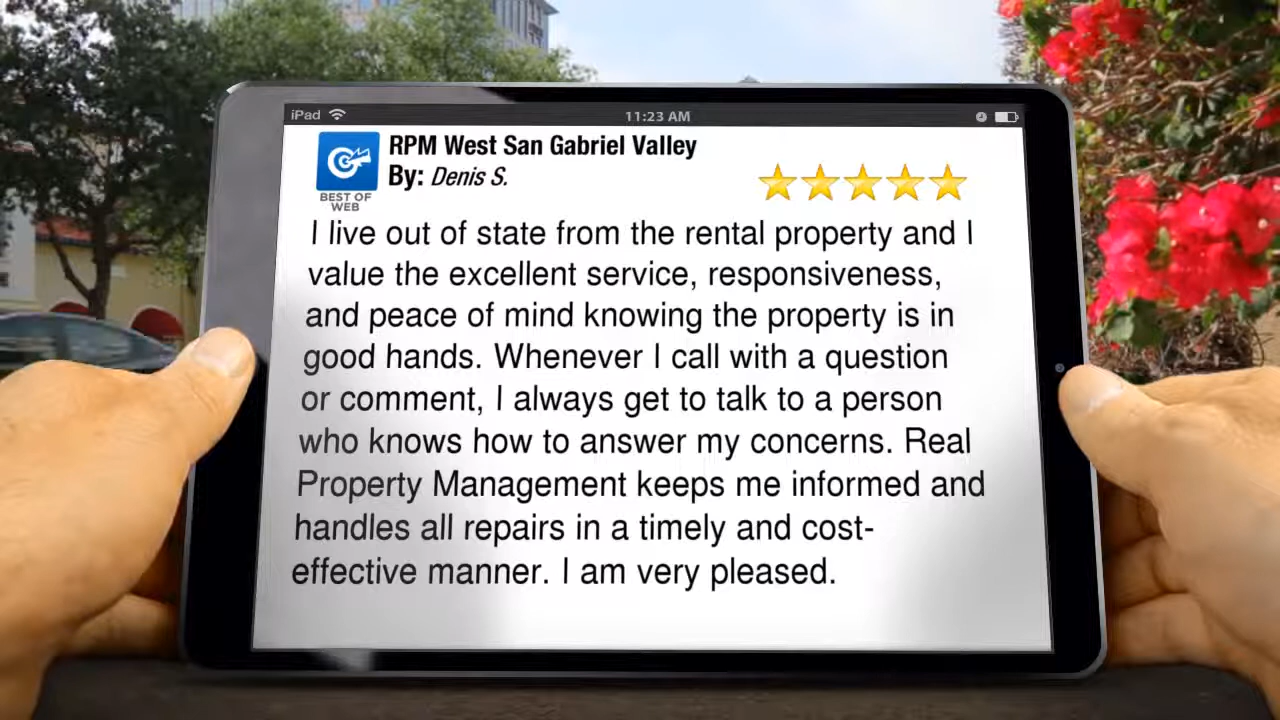 iPad 11:23 AM
RPM West San Gabriel Valley
By: Denis S.
BEST OF
WEB
I live out of state from the rental property and I
value the excellent service, responsiveness,
and peace of mind knowing the property is in
good hands. Whenever I call with a question
or comment, I always get to talk to a person
who knows how to answer my concerns. Real
Property Management keeps me informed and
handles all repairs in a timely and cost-
effective manner. I am very pleased.